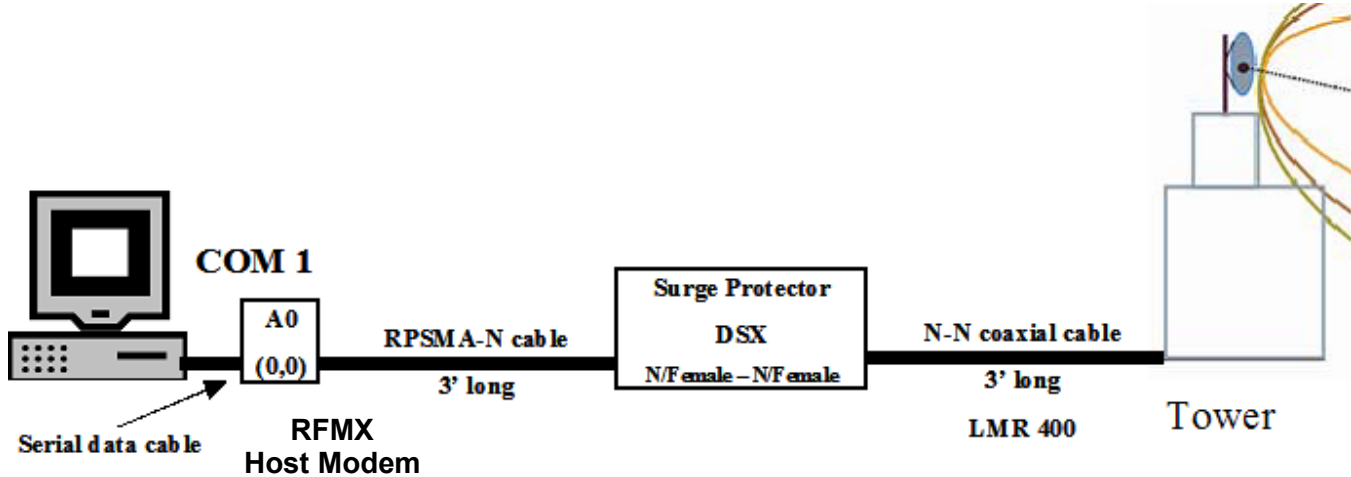 COM 1
A0
(0,0)
Serial data cable
RFMX
Host Modem
RPSMA-N cable
3' long
Surge Protector
DSX
N/Female – N/Female
N-N coaxial cable
3' long
LMR 400
Tower